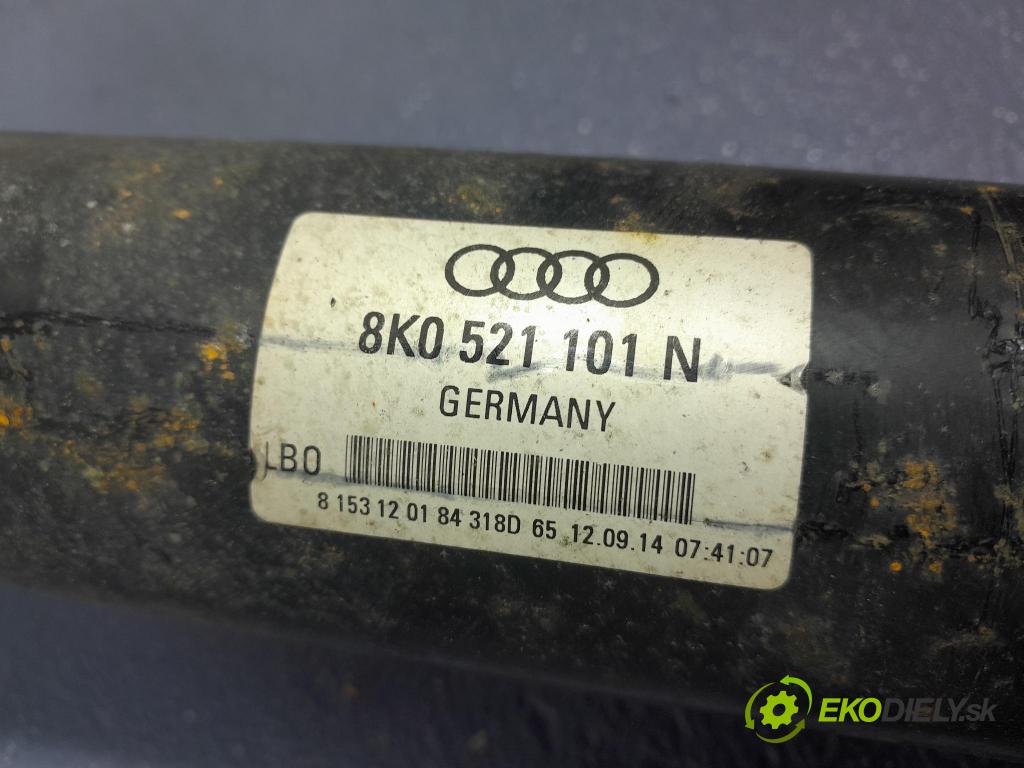 8K0 521 101 N
GERMANY
LBO
8 153 12 01 84 318D 65 12.09.14 07:41:07
EKODIELY.sk